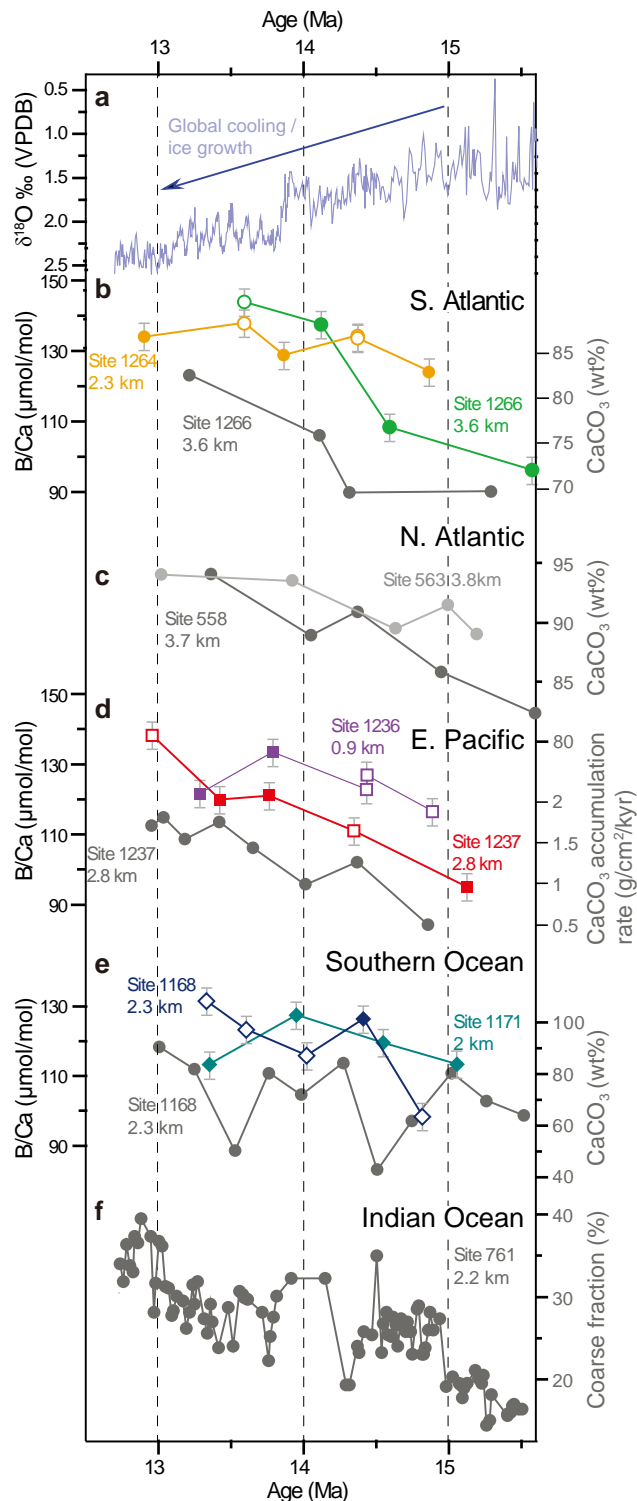 Age (Ma)
13 14 15
a
δ¹⁸O ‰ (VPDB)
0.5
1.0
1.5
2.0
2.5
Global cooling /
ice growth
b
S. Atlantic
B/Ca (μmol/mol)
150
130
110
90
CaCO₃ (wt%)
85
80
75
70
Site 1264
2.3 km
Site 1266
3.6 km
Site 1266
3.6 km
N. Atlantic
c
Site 563 3.8km
Site 558
3.7 km
CaCO₃ (wt%)
95
90
85
d
E. Pacific
B/Ca (μmol/mol)
150
130
110
90
Site 1236
0.9 km
Site 1237
2.8 km
Site 1237
2.8 km
CaCO₃ accumulation
rate (g/cm²/kyr)
80
2
1.5
1
0.5
e
Southern Ocean
B/Ca (μmol/mol)
130
110
90
Site 1168
2.3 km
Site 1171
2 km
Site 1168
2.3 km
CaCO₃ (wt%)
100
80
60
40
f
Indian Ocean
Site 761
2.2 km
Coarse fraction (%)
40
30
20
13 14 15
Age (Ma)